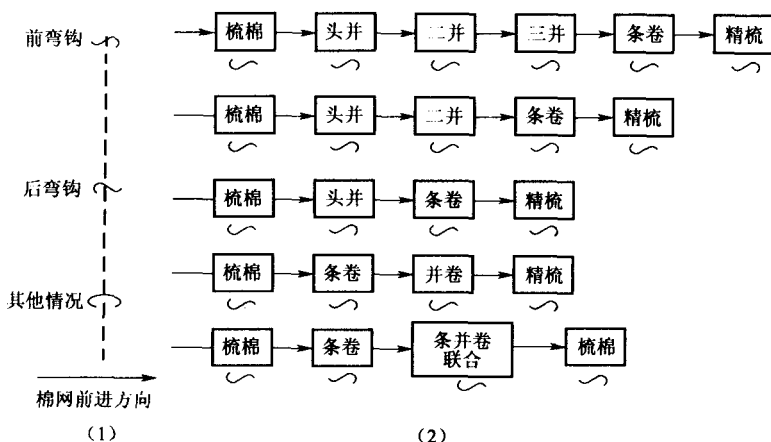 前弯钩
梳棉 头并 二并 三并 条卷 精梳
梳棉 头并 二并 条卷 精梳
后弯钩
梳棉 头并 条卷 精梳
梳棉 条卷 并卷 精梳
其他情况
梳棉 条卷 条并卷
联合 梳棉
棉网前进方向
(1) (2)